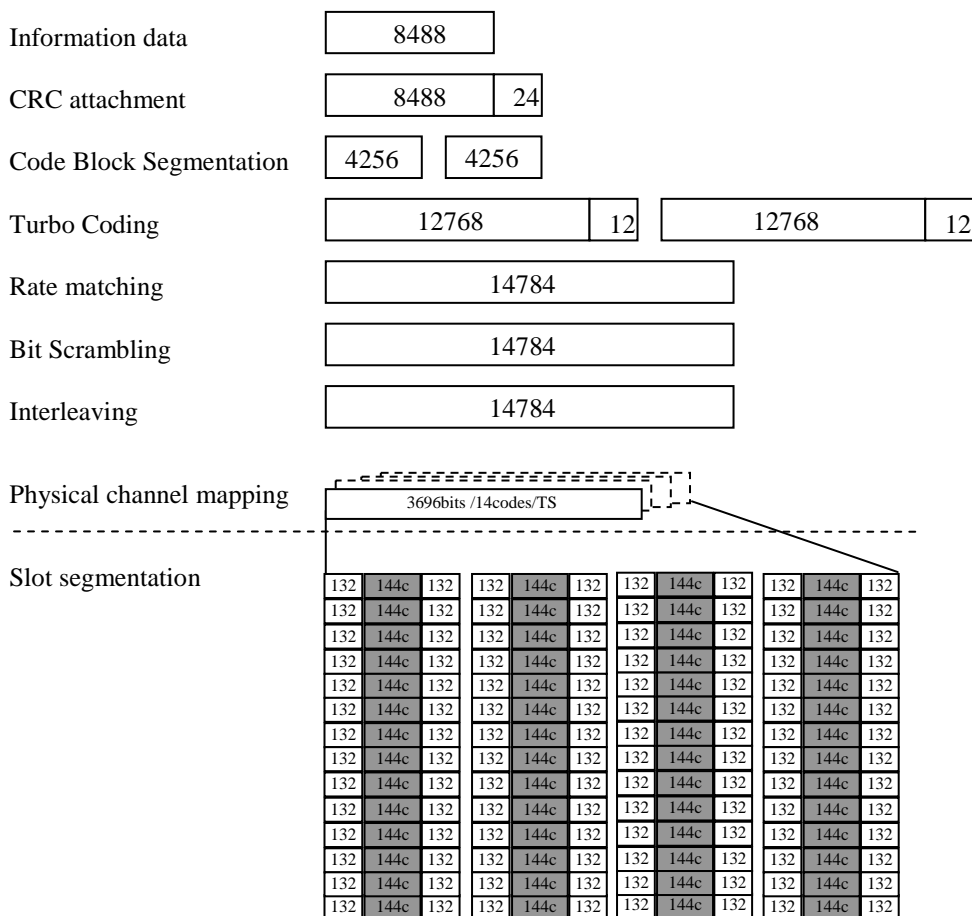 Information data 8488
CRC attachment 8488 24
Code Block Segmentation 4256 4256
Turbo Coding 12768 12 12768 12
Rate matching 14784
Bit Scrambling 14784
Interleaving 14784
Physical channel mapping 3696bits /14codes/TS
Slot segmentation
132 144c 132 132 144c 132 132 144c 132 132 144c 132
132 144c 132 132 144c 132 132 144c 132 132 144c 132
132 144c 132 132 144c 132 132 144c 132 132 144c 132
132 144c 132 132 144c 132 132 144c 132 132 144c 132
132 144c 132 132 144c 132 132 144c 132 132 144c 132
132 144c 132 132 144c 132 132 144c 132 132 144c 132
132 144c 132 132 144c 132 132 144c 132 132 144c 132
132 144c 132 132 144c 132 132 144c 132 132 144c 132
132 144c 132 132 144c 132 132 144c 132 132 144c 132
132 144c 132 132 144c 132 132 144c 132 132 144c 132
132 144c 132 132 144c 132 132 144c 132 132 144c 132
132 144c 132 132 144c 132 132 144c 132 132 144c 132
132 144c 132 132 144c 132 132 144c 132 132 144c 132
132 144c 132 132 144c 132 132 144c 132 132 144c 132